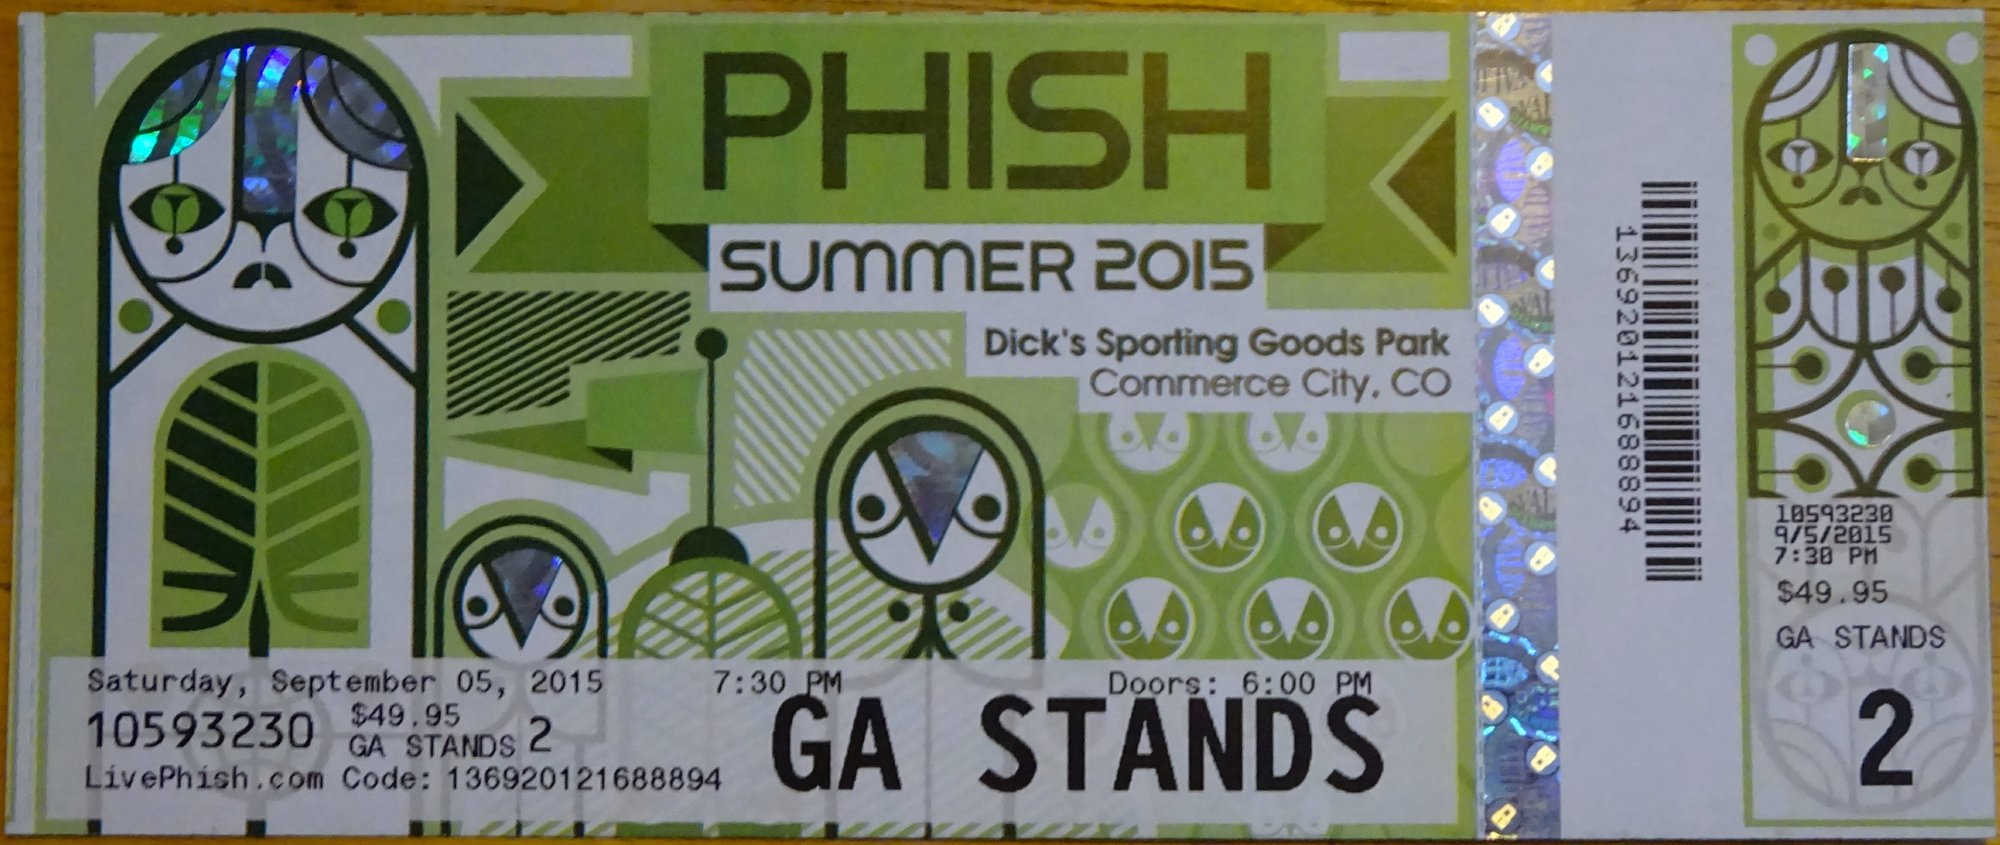 PHISH
SUMMER 2015
Dick's Sporting Goods Park
Commerce City, CO
Saturday, September 05, 2015 7:30 PM Doors: 6:00 PM
10593230 $49.95
GA STANDS 2
GA STANDS
LivePhish.com Code: 136920121688894
136920121688894
10593230
9/5/2015
7:30 PM
$49.95
GA STANDS
2